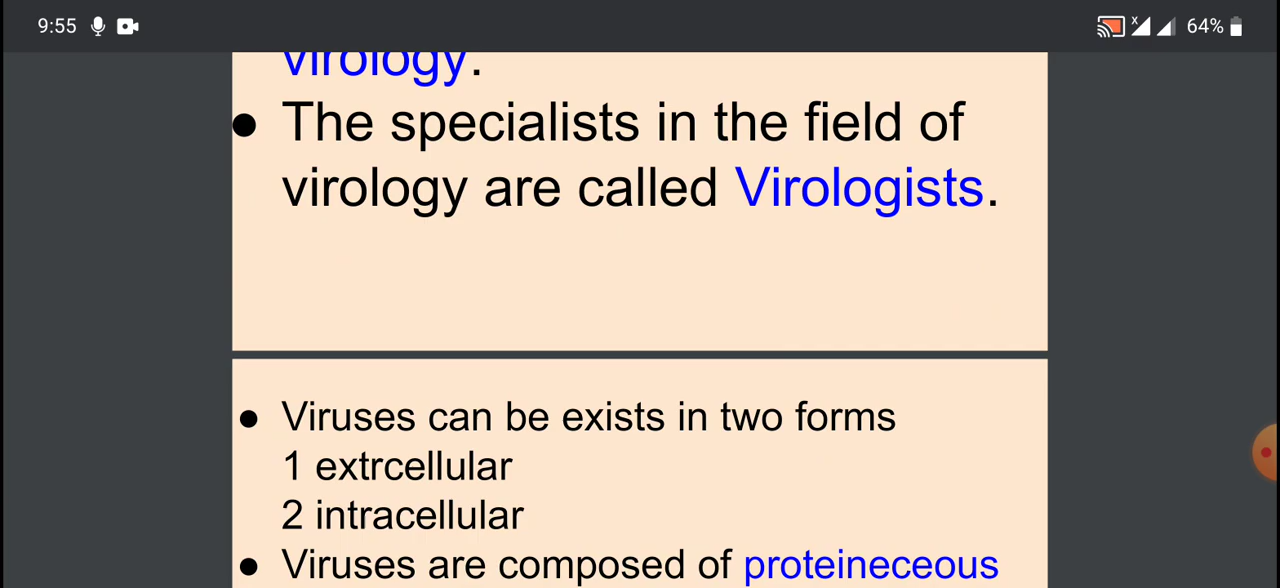 9:55 64%
virology.
● The specialists in the field of
virology are called Virologists.
● Viruses can be exists in two forms
1 extrcellular
2 intracellular
● Viruses are composed of proteineceous